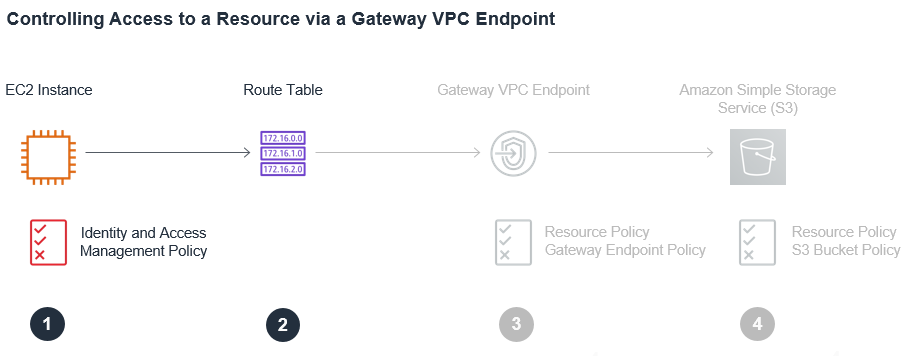 Controlling Access to a Resource via a Gateway VPC Endpoint
EC2 Instance
Route Table
Gateway VPC Endpoint
Amazon Simple Storage
Service (S3)
172.16.0.0
172.16.1.0
172.16.2.0
Identity and Access
Management Policy
Resource Policy
Gateway Endpoint Policy
Resource Policy
S3 Bucket Policy
1
2
3
4